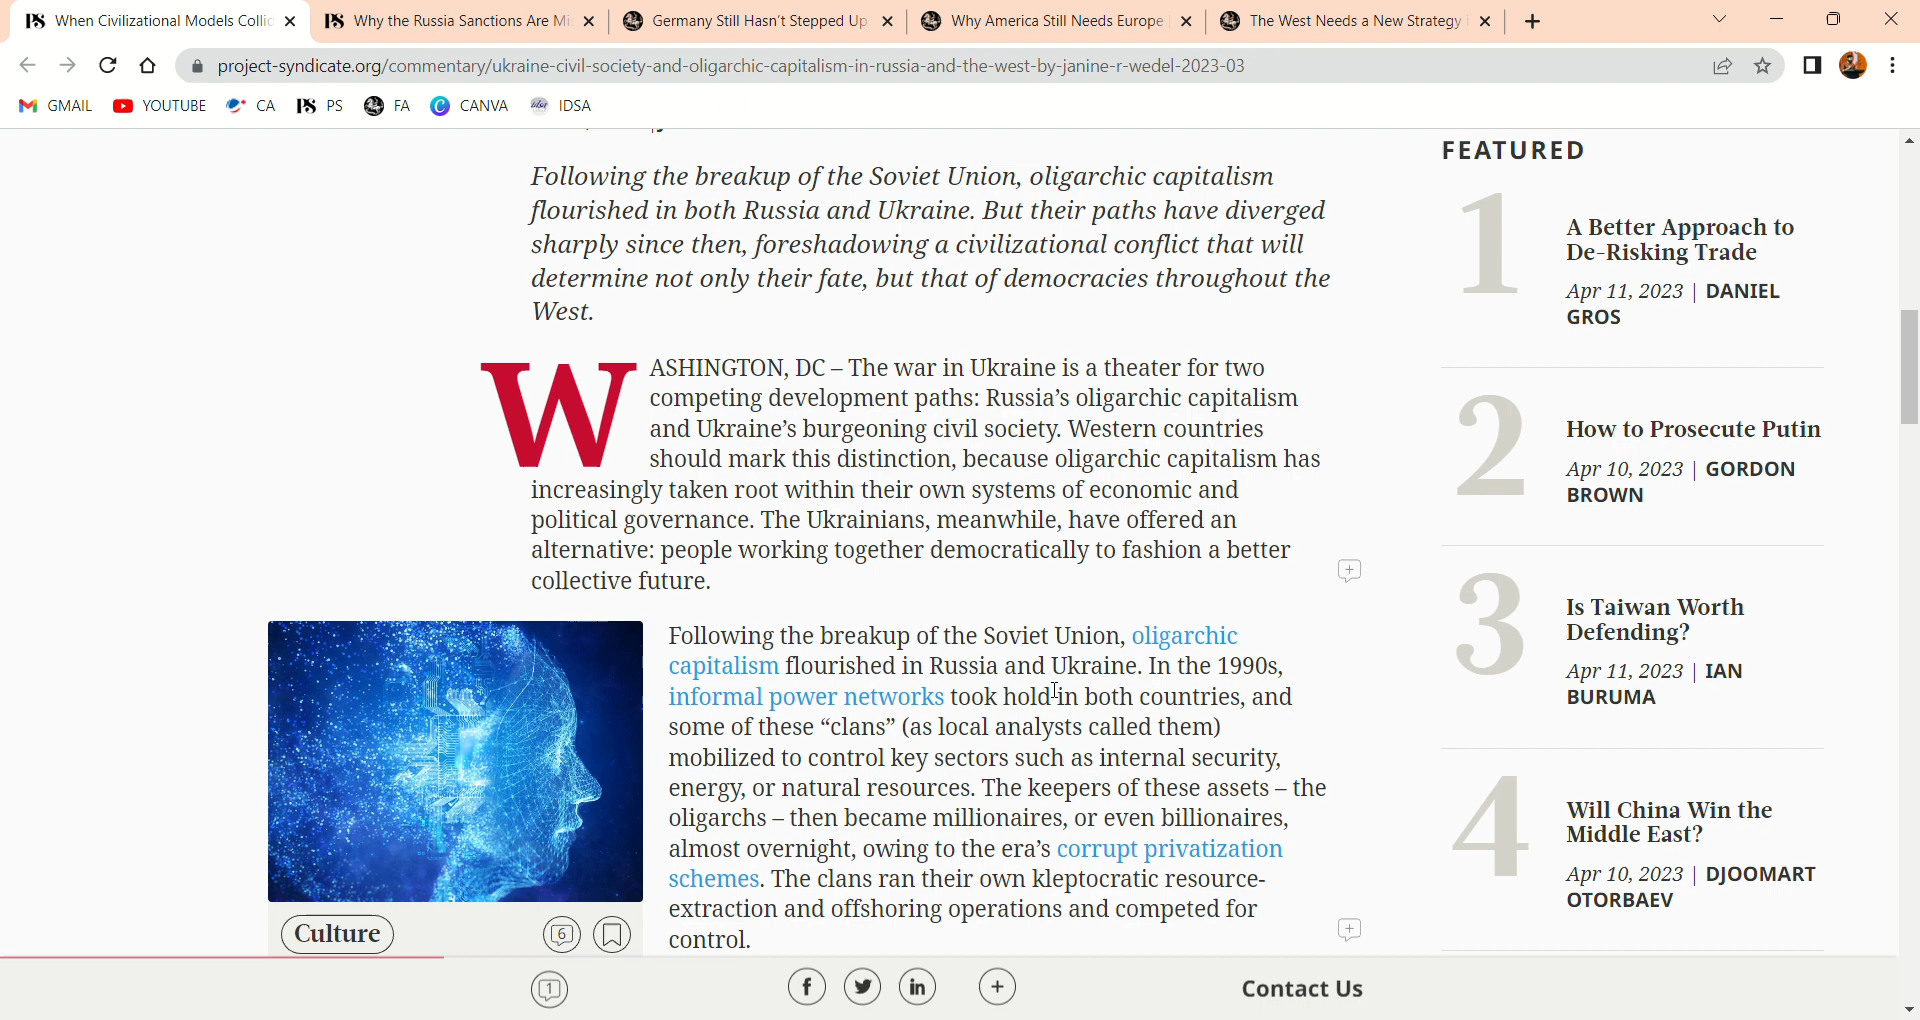 When Civilizational Models Collic
Why the Russia Sanctions Are Mi
Germany Still Hasn't Stepped Up
Why America Still Needs Europe
The West Needs a New Strategy
project-syndicate.org/commentary/ukraine-civil-society-and-oligarchic-capitalism-in-russia-and-the-west-by-janine-r-wedel-2023-03
GMAIL
YOUTUBE
CA
PS
FA
CANVA
IDSA
Following the breakup of the Soviet Union, oligarchic capitalism
flourished in both Russia and Ukraine. But their paths have diverged
sharply since then, foreshadowing a civilizational conflict that will
determine not only their fate, but that of democracies throughout the
West.
WASHINGTON, DC – The war in Ukraine is a theater for two
competing development paths: Russia's oligarchic capitalism
and Ukraine's burgeoning civil society. Western countries
should mark this distinction, because oligarchic capitalism has
increasingly taken root within their own systems of economic and
political governance. The Ukrainians, meanwhile, have offered an
alternative: people working together democratically to fashion a better
collective future.
Following the breakup of the Soviet Union, oligarchic
capitalism flourished in Russia and Ukraine. In the 1990s,
informal power networks took hold in both countries, and
some of these “clans” (as local analysts called them)
mobilized to control key sectors such as internal security,
energy, or natural resources. The keepers of these assets – the
oligarchs – then became millionaires, or even billionaires,
almost overnight, owing to the era's corrupt privatization
schemes. The clans ran their own kleptocratic resource-
extraction and offshoring operations and competed for
control.
Culture
6
FEATURED
1
A Better Approach to
De-Risking Trade
Apr 11, 2023 | DANIEL
GROS
2
How to Prosecute Putin
Apr 10, 2023 | GORDON
BROWN
3
Is Taiwan Worth
Defending?
Apr 11, 2023 | IAN
BURUMA
4
Will China Win the
Middle East?
Apr 10, 2023 | DJOOMART
OTORBAEV
1
Contact Us